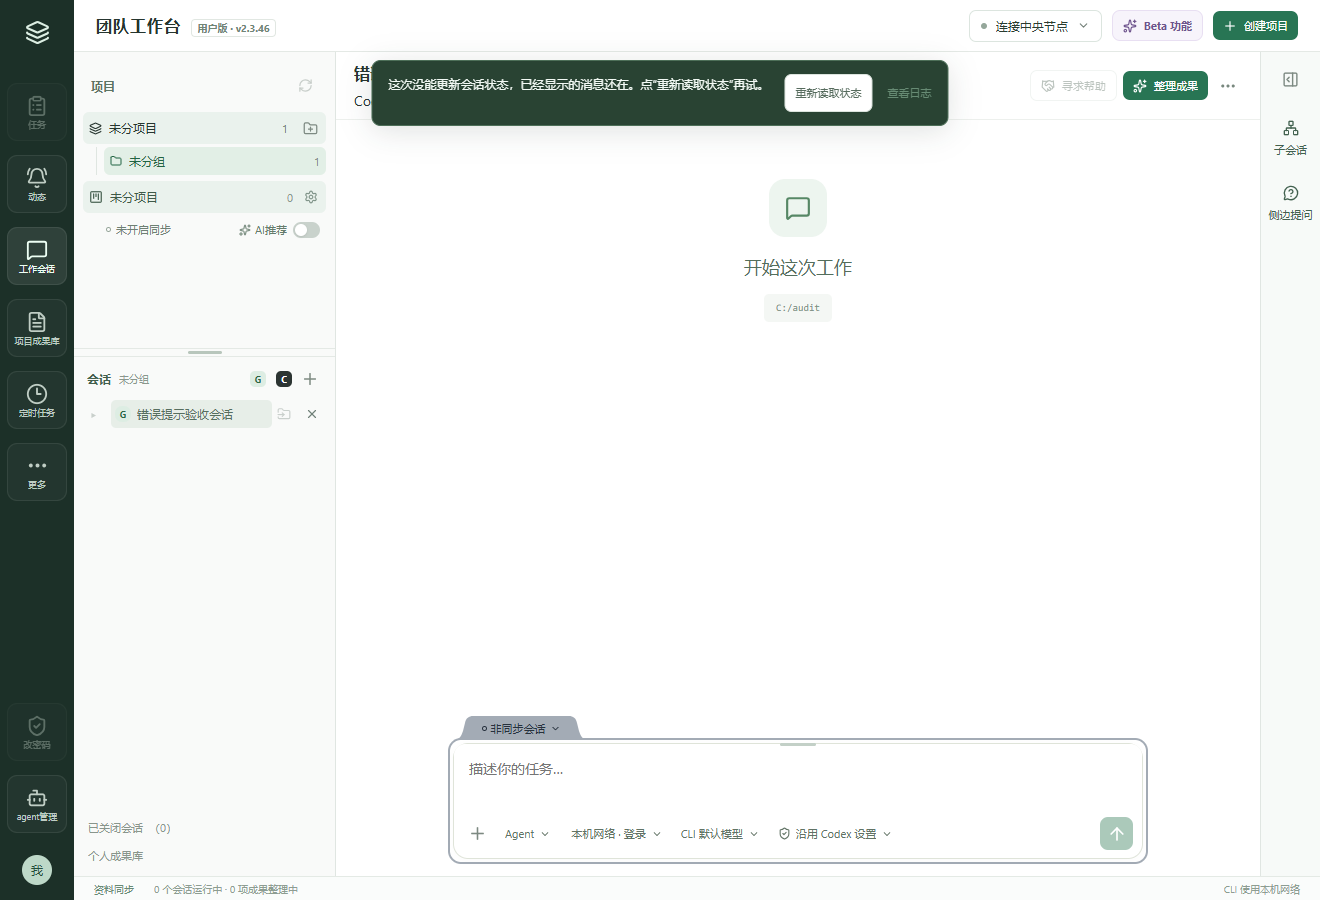 团队工作台
用户版 · v2.3.46
连接中央节点
Beta 功能
创建项目
任务
动态
工作会话
项目成果库
定时任务
更多
改密码
agent管理
我
项目
未分项目 1
未分组 1
未分项目 0
未开启同步
AI推荐
会话 未分组
G C
G 错误提示验收会话
已关闭会话 (0)
个人成果库
错
Co
这次没能更新会话状态，已经显示的消息还在。点"重新读取状态"再试。
重新读取状态
查看日志
寻求帮助
整理成果
开始这次工作
C:/audit
非同步会话
描述你的任务...
Agent
本机网络 · 登录
CLI 默认模型
沿用 Codex 设置
子会话
侧边提问
资料同步
0 个会话运行中 · 0 项成果整理中
CLI 使用本机网络